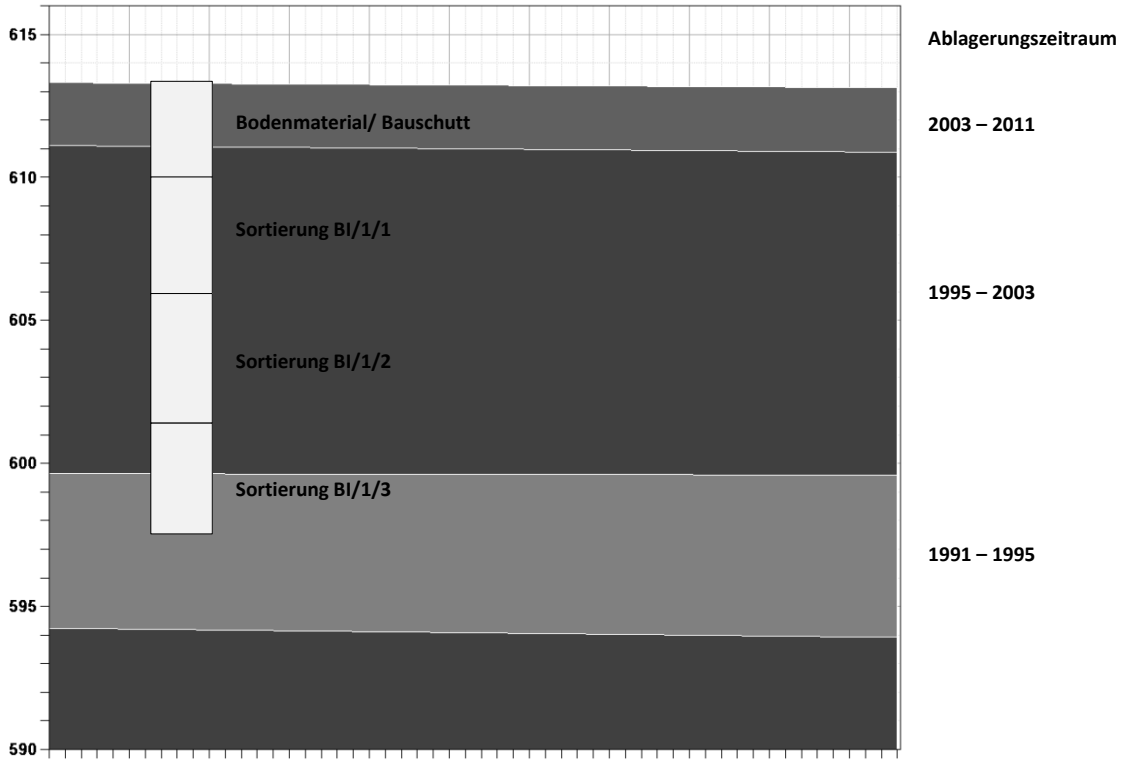 615
Ablagerungszeitraum
Bodenmaterial/ Bauschutt
2003 – 2011
610
Sortierung BI/1/1
1995 – 2003
605
Sortierung BI/1/2
600
Sortierung BI/1/3
1991 – 1995
595
590